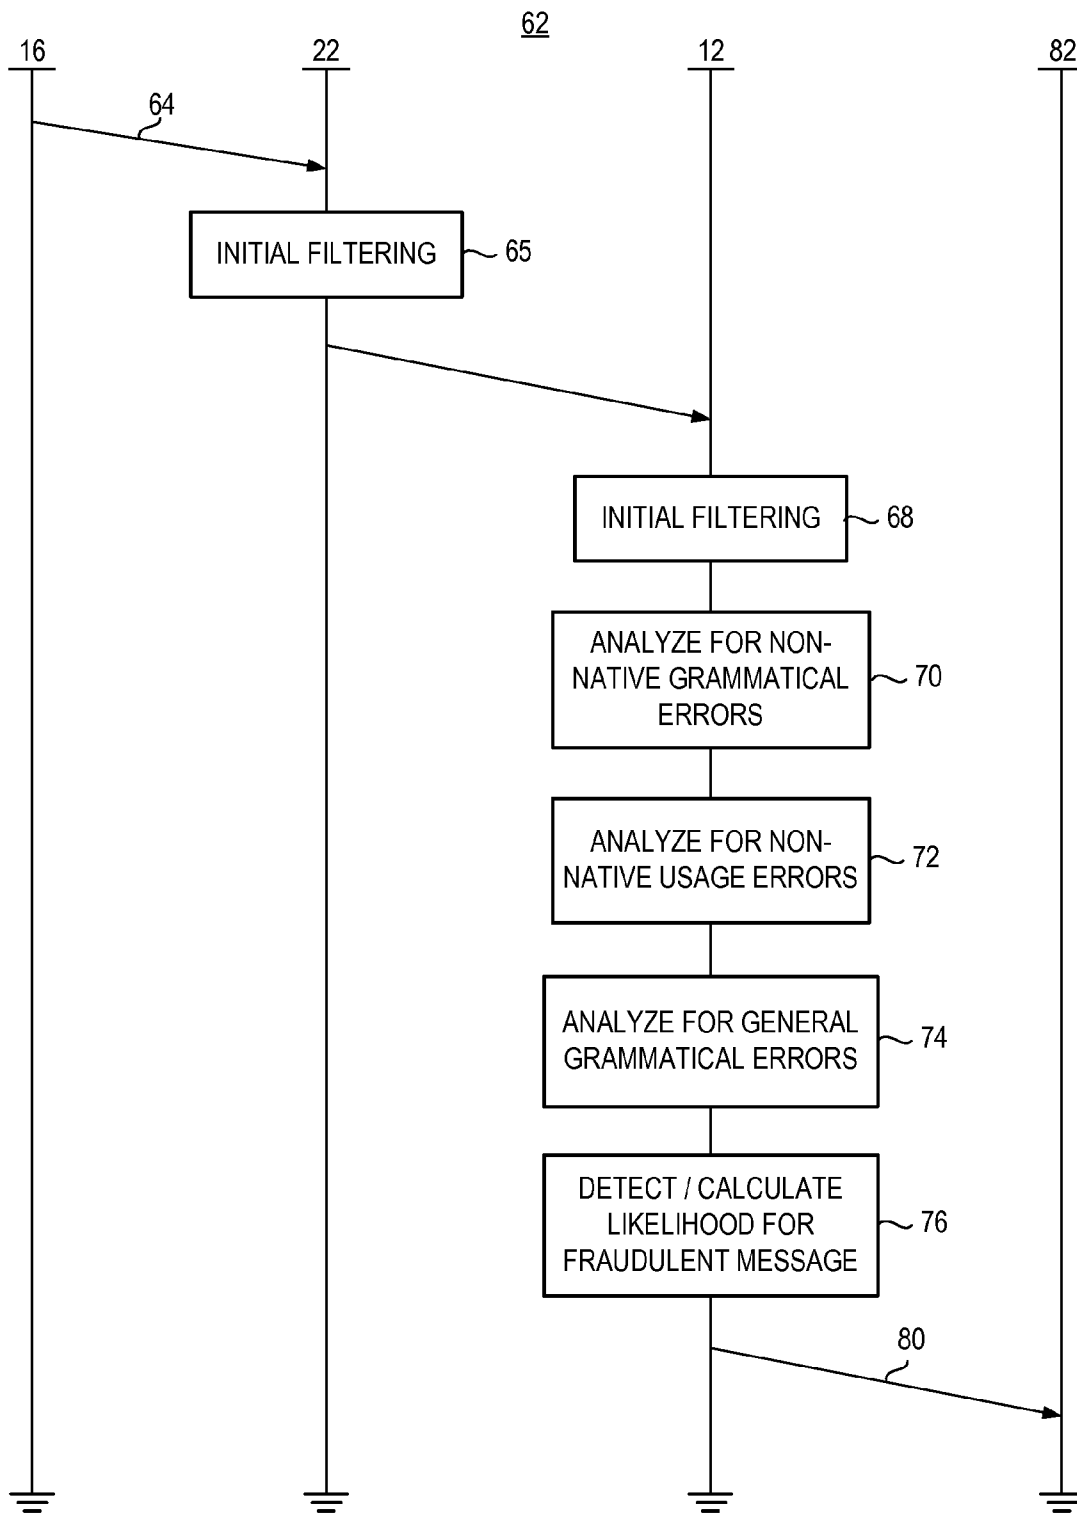 62
16
22
12
82
64
INITIAL FILTERING
65
INITIAL FILTERING
68
ANALYZE FOR NON-
NATIVE GRAMMATICAL
ERRORS
70
ANALYZE FOR NON-
NATIVE USAGE ERRORS
72
ANALYZE FOR GENERAL
GRAMMATICAL ERRORS
74
DETECT / CALCULATE
LIKELIHOOD FOR
FRAUDULENT MESSAGE
76
80